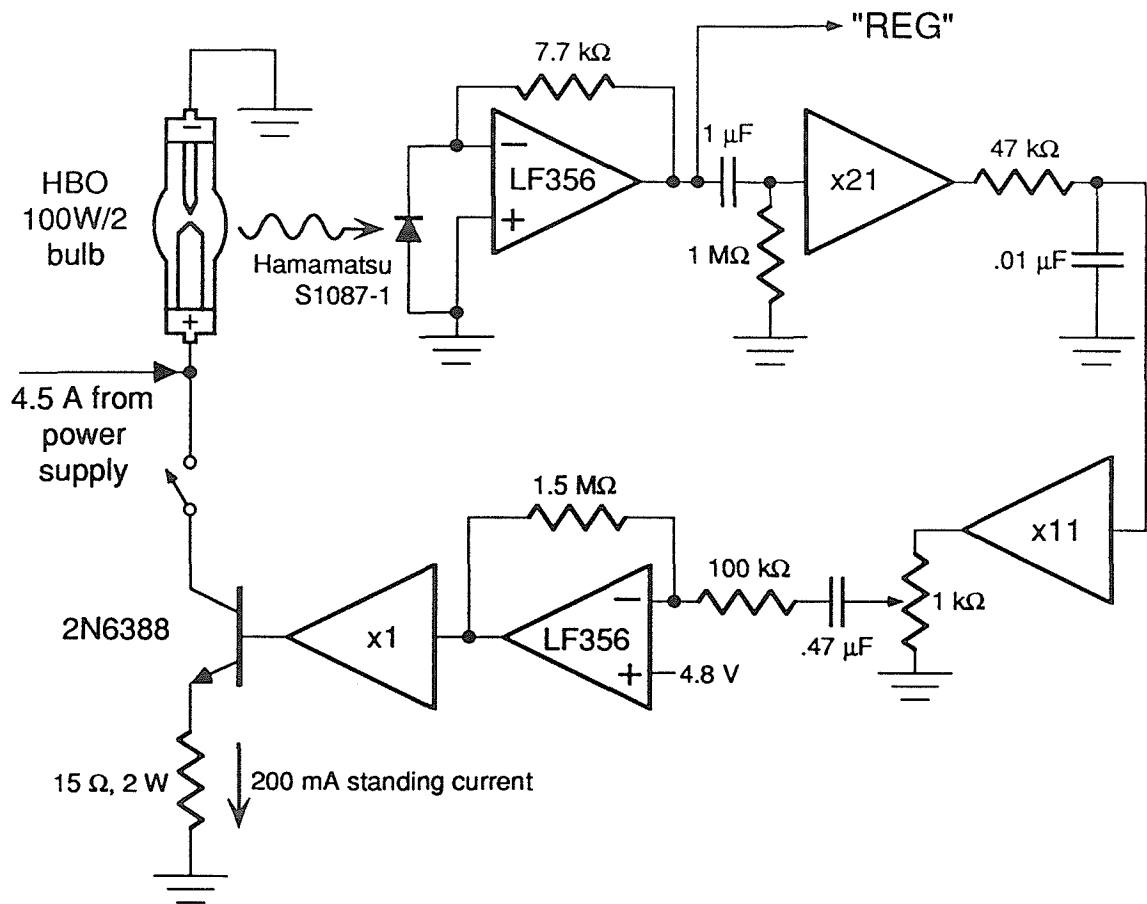 "REG"
7.7 kΩ
−
HBO
100W/2
bulb
+
−
LF356
+
1 µF
x21
47 kΩ
Hamamatsu
S1087-1
1 MΩ
.01 µF
4.5 A from
power
supply
1.5 MΩ
x11
100 kΩ
1 kΩ
.47 µF
2N6388
x1
−
LF356
+
4.8 V
15 Ω, 2 W
200 mA standing current